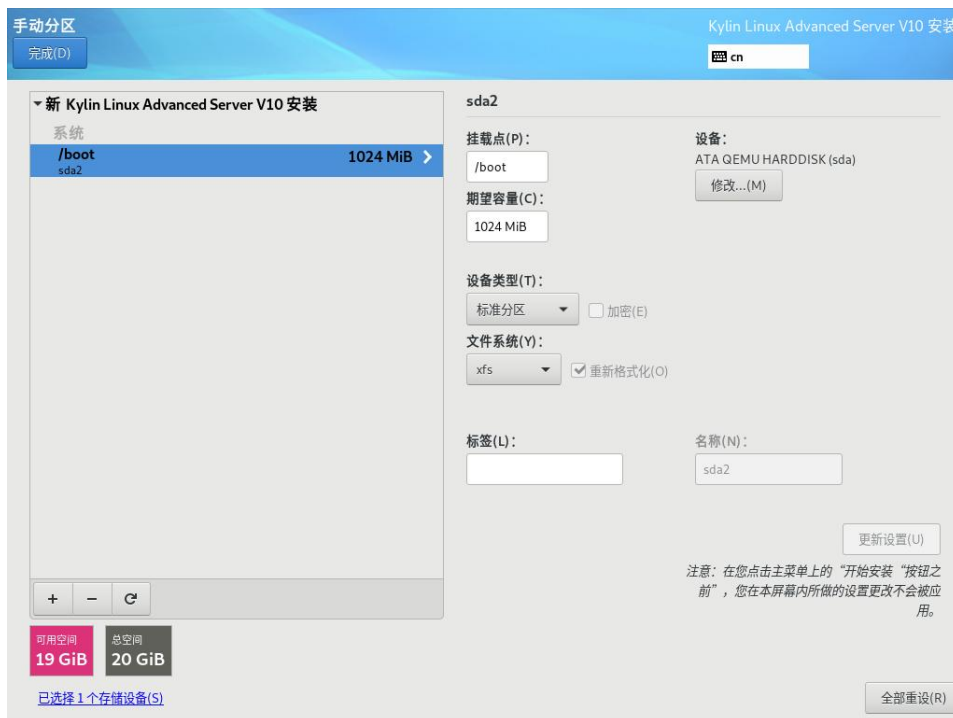 手动分区
Kylin Linux Advanced Server V10 安装
完成(D)
cn
新 Kylin Linux Advanced Server V10 安装
系统
/boot
1024 MiB
sda2
sda2
挂载点(P)：
/boot
期望容量(C)：
1024 MiB
设备：
ATA QEMU HARDDISK (sda)
修改...(M)
设备类型(T)：
标准分区
加密(E)
文件系统(Y)：
xfs
重新格式化(O)
标签(L)：
名称(N)：
sda2
更新设置(U)
注意：在您点击主菜单上的“开始安装“按钮之
前”，您在本屏幕内所做的设置更改不会被应
用。
+ −
可用空间
19 GiB
总空间
20 GiB
已选择 1 个存储设备(S)
全部重设(R)